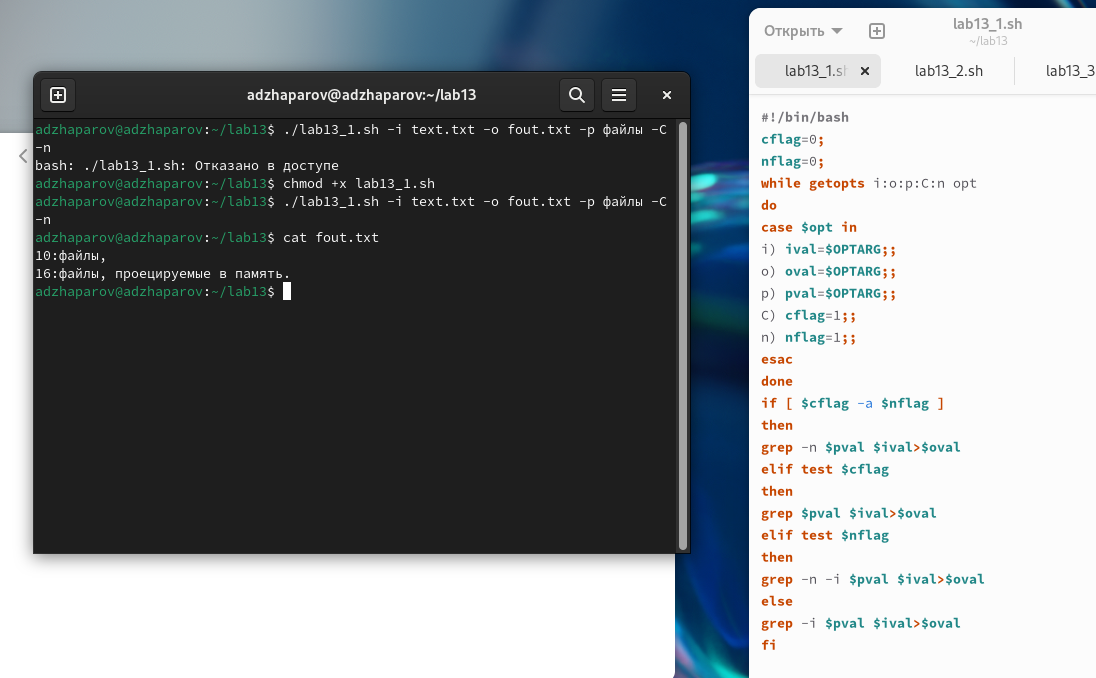 adzhaparov@adzhaparov:~/lab13
adzhaparov@adzhaparov:~/lab13$ ./lab13_1.sh -i text.txt -o fout.txt -p файлы -C
-n
bash: ./lab13_1.sh: Отказано в доступе
adzhaparov@adzhaparov:~/lab13$ chmod +x lab13_1.sh
adzhaparov@adzhaparov:~/lab13$ ./lab13_1.sh -i text.txt -o fout.txt -p файлы -C
-n
adzhaparov@adzhaparov:~/lab13$ cat fout.txt
10:файлы,
16:файлы, проецируемые в память.
adzhaparov@adzhaparov:~/lab13$
Открыть
lab13_1.sh
~/lab13
lab13_1.sh lab13_2.sh lab13_3
#!/bin/bash
cflag=0;
nflag=0;
while getopts i:o:p:C:n opt
do
case $opt in
i) ival=$OPTARG;;
o) oval=$OPTARG;;
p) pval=$OPTARG;;
C) cflag=1;;
n) nflag=1;;
esac
done
if [ $cflag -a $nflag ]
then
grep -n $pval $ival>$oval
elif test $cflag
then
grep $pval $ival>$oval
elif test $nflag
then
grep -n -i $pval $ival>$oval
else
grep -i $pval $ival>$oval
fi